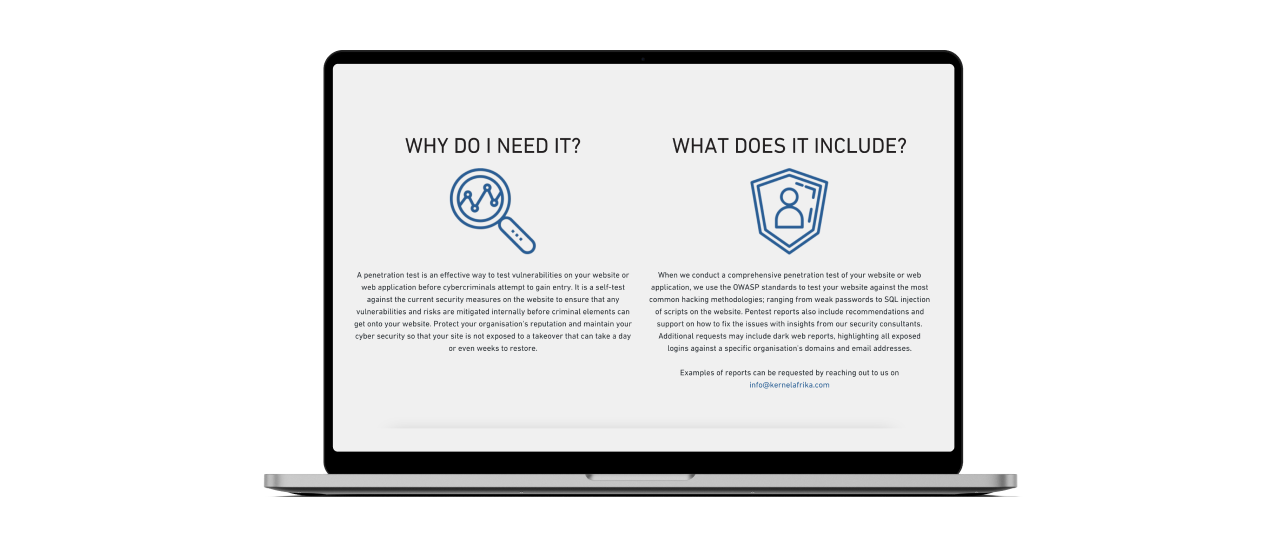 WHY DO I NEED IT?
A penetration test is an effective way to test vulnerabilities on your website or
web application before cybercriminals attempt to gain entry. It is a self-test
against the current security measures on the website to ensure that any
vulnerabilities and risks are mitigated internally before criminal elements can
get onto your website. Protect your organisation's reputation and maintain your
cyber security so that your site is not exposed to a takeover that can take a day
or even weeks to restore.
WHAT DOES IT INCLUDE?
When we conduct a comprehensive penetration test of your website or web
application, we use the OWASP standards to test your website against the most
common hacking methodologies; ranging from weak passwords to SQL injection
of scripts on the website. Pentest reports also include recommendations and
support on how to fix the issues with insights from our security consultants.
Additional requests may include dark web reports, highlighting all exposed
logins against a specific organisation's domains and email addresses.
Examples of reports can be requested by reaching out to us on
info@kernelafrika.com